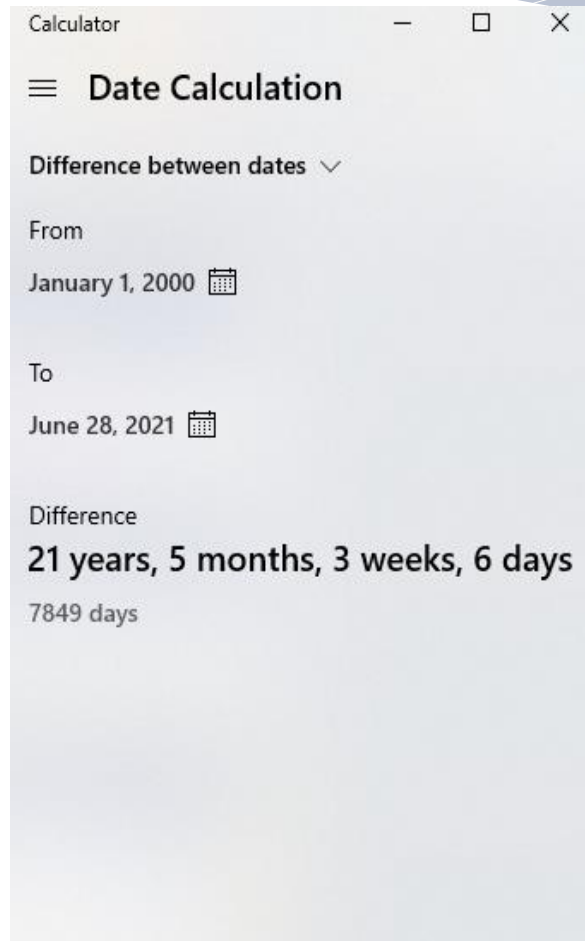 Calculator
Date Calculation
Difference between dates
From
January 1, 2000
To
June 28, 2021
Difference
21 years, 5 months, 3 weeks, 6 days
7849 days